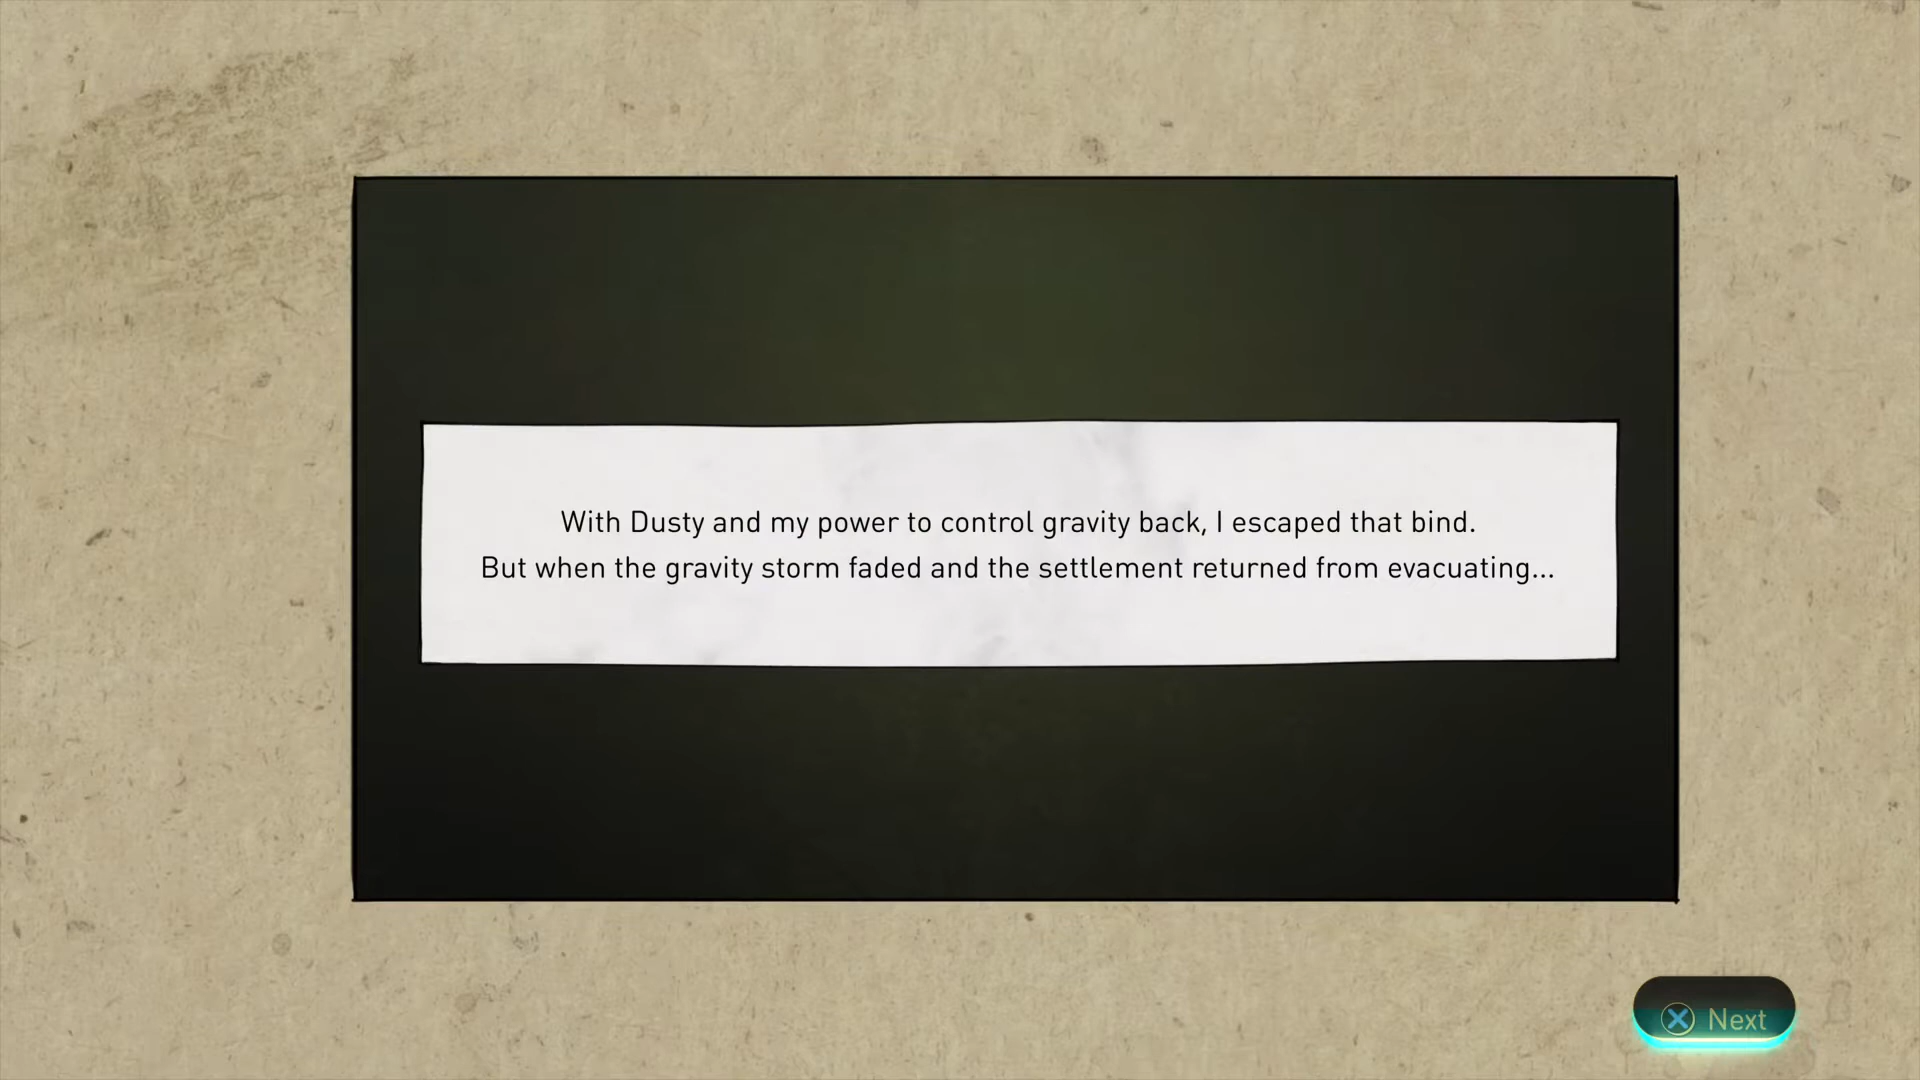 With Dusty and my power to control gravity back, I escaped that bind.
But when the gravity storm faded and the settlement returned from evacuating...
Next